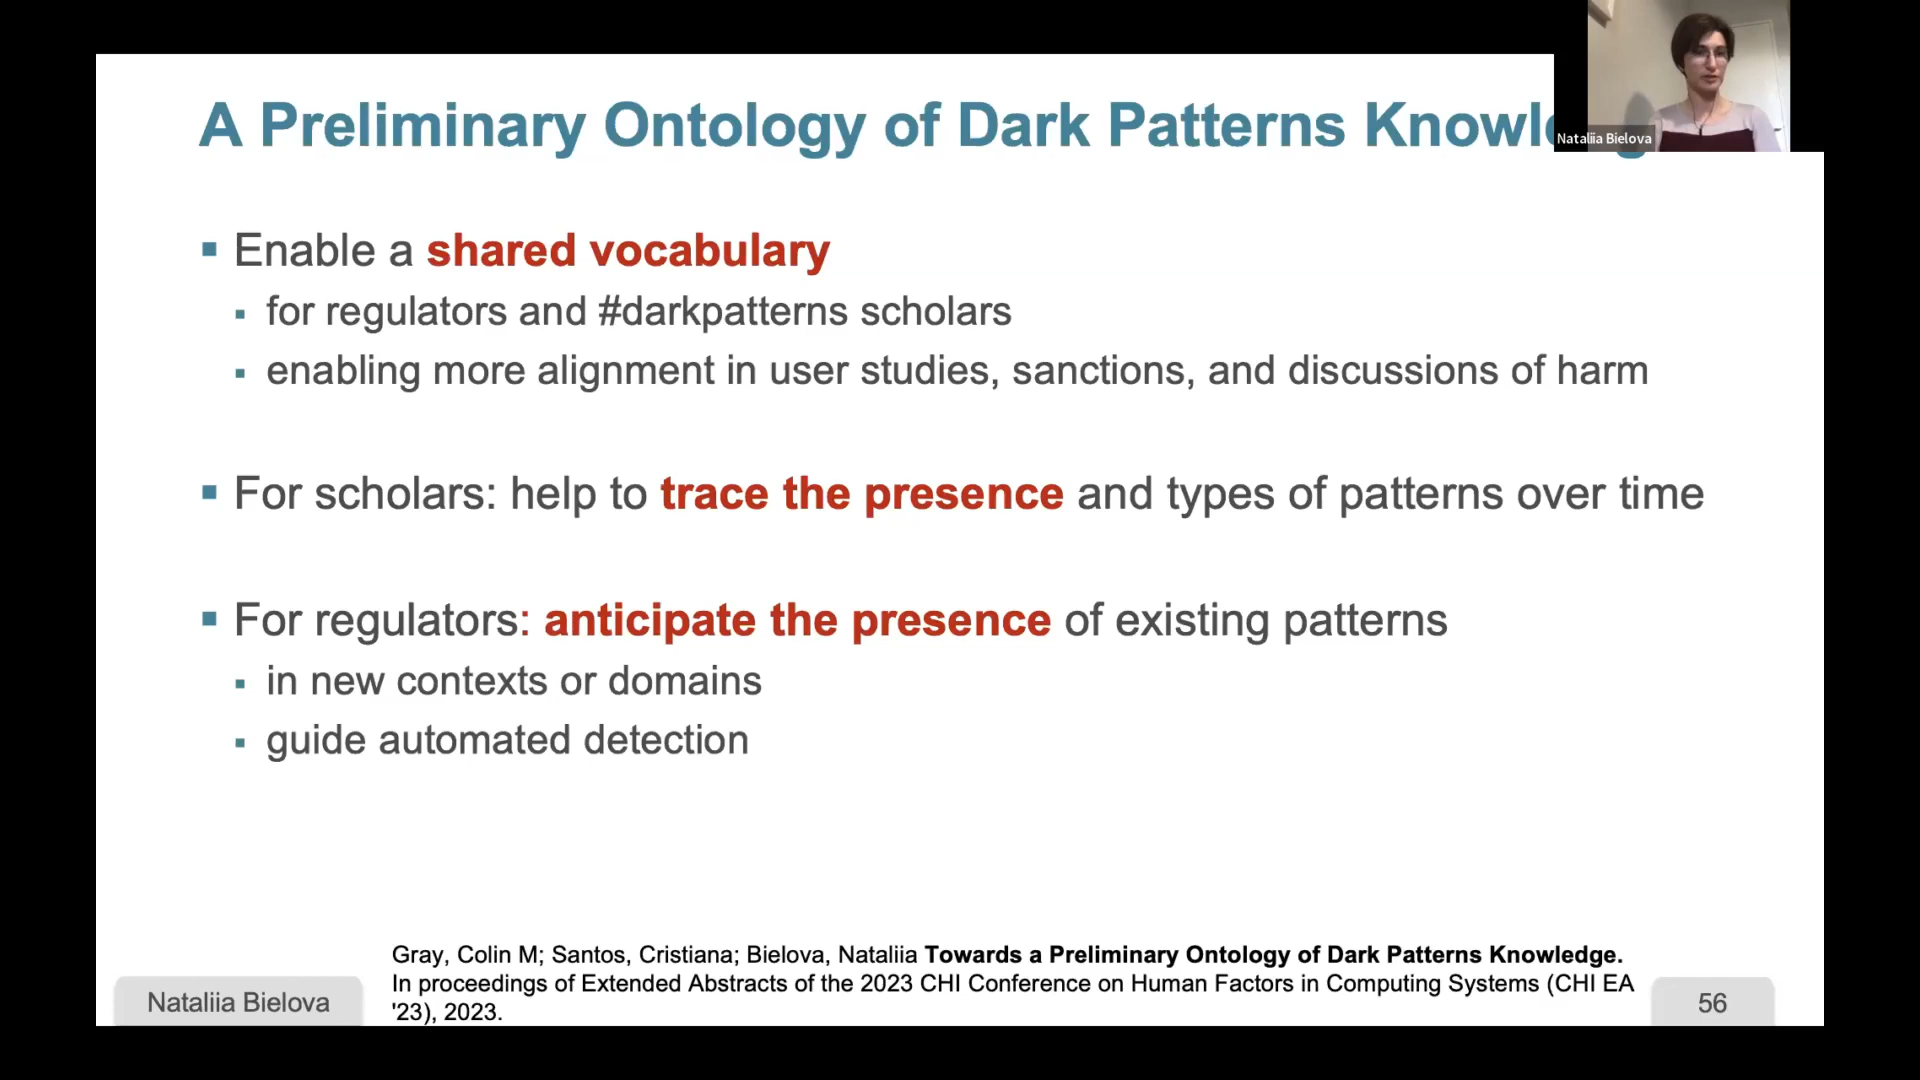 A Preliminary Ontology of Dark Patterns
Nataliia Bielova
▪ Enable a shared vocabulary
▪ for regulators and #darkpatterns scholars
▪ enabling more alignment in user studies, sanctions, and discussions of harm
▪ For scholars: help to trace the presence and types of patterns over time
▪ For regulators: anticipate the presence of existing patterns
▪ in new contexts or domains
▪ guide automated detection
Gray, Colin M; Santos, Cristiana; Bielova, Nataliia Towards a Preliminary Ontology of Dark Patterns Knowledge.
In proceedings of Extended Abstracts of the 2023 CHI Conference on Human Factors in Computing Systems (CHI EA
'23), 2023.
Nataliia Bielova
56